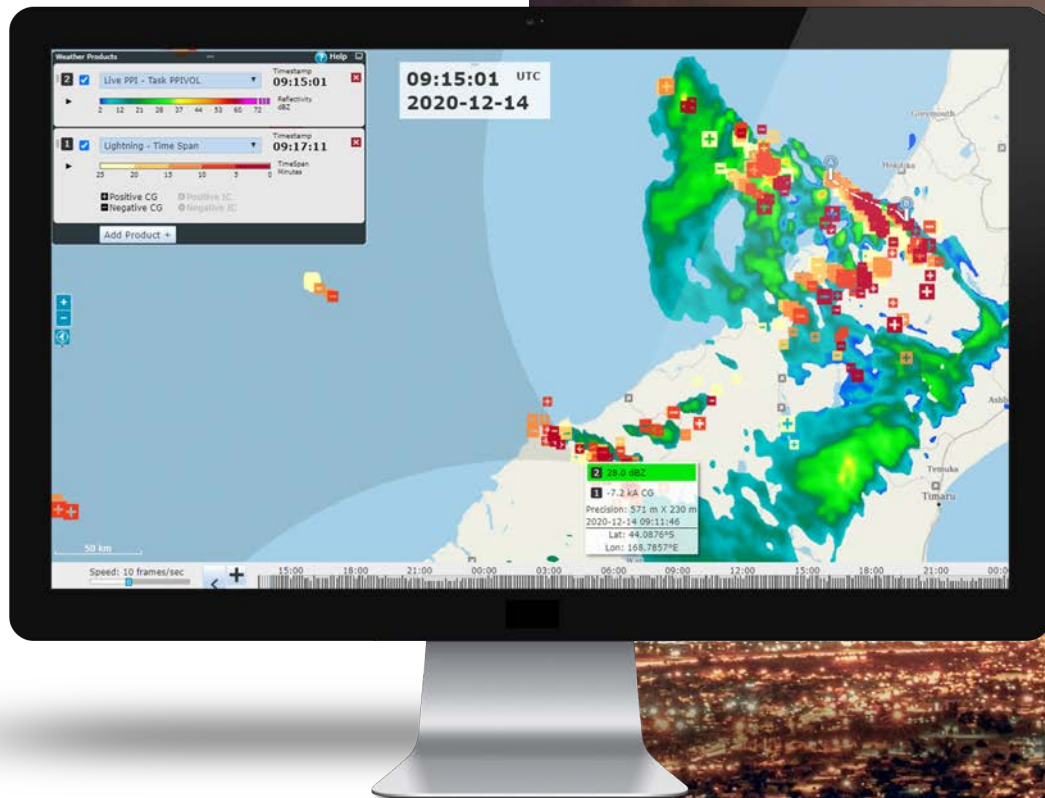 Weather Products
Help
2
Live PPI - Task PPIVOL
Timestamp
09:15:01
2 12 21 28 37 44 53 60 72
Reflectivity
dBZ
1
Lightning - Time Span
Timestamp
09:17:11
25 20 15 10 5 0
TimeSpan
Minutes
Positive CG Positive IC
Negative CG Negative IC
Add Product +
09:15:01 UTC
2020-12-14
Greymouth
Hokitika
A
B
Temuka
Timaru
2 28.0 dBZ
1 -7.2 kA CG
Precision: 571 m X 230 m
2020-12-14 09:11:46
Lat: 44.0876°S
Lon: 168.7857°E
50 km
Speed: 10 frames/sec
15:00 18:00 21:00 00:00 03:00 06:00 09:00 12:00 15:00 18:00 21:00